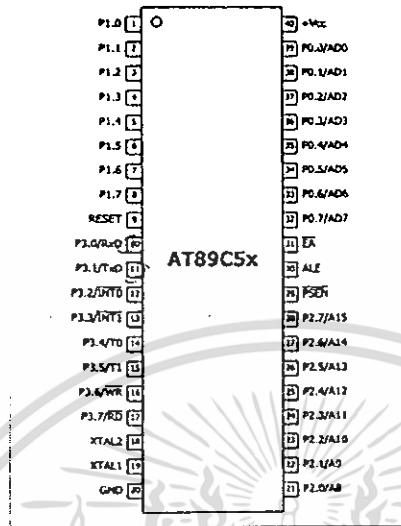 P1.0 1 40 +Vcc
P1.1 2 39 P0.0/AD0
P1.2 3 38 P0.1/AD1
P1.3 4 37 P0.2/AD2
P1.4 5 36 P0.3/AD3
P1.5 6 35 P0.4/AD4
P1.6 7 34 P0.5/AD5
P1.7 8 33 P0.6/AD6
RESET 9 32 P0.7/AD7
P3.0/RxD 10 31 E̅A̅
P3.1/TxD 11 AT89C5x 30 ALE
P3.2/I̅N̅T̅0̅ 12 29 P̅S̅E̅N̅
P3.3/I̅N̅T̅1̅ 13 28 P2.7/A15
P3.4/T0 14 27 P2.6/A14
P3.5/T1 15 26 P2.5/A13
P3.6/W̅R̅ 16 25 P2.4/A12
P3.7/R̅D̅ 17 24 P2.3/A11
XTAL2 18 23 P2.2/A10
XTAL1 19 22 P2.1/A9
GND 20 21 P2.0/A8